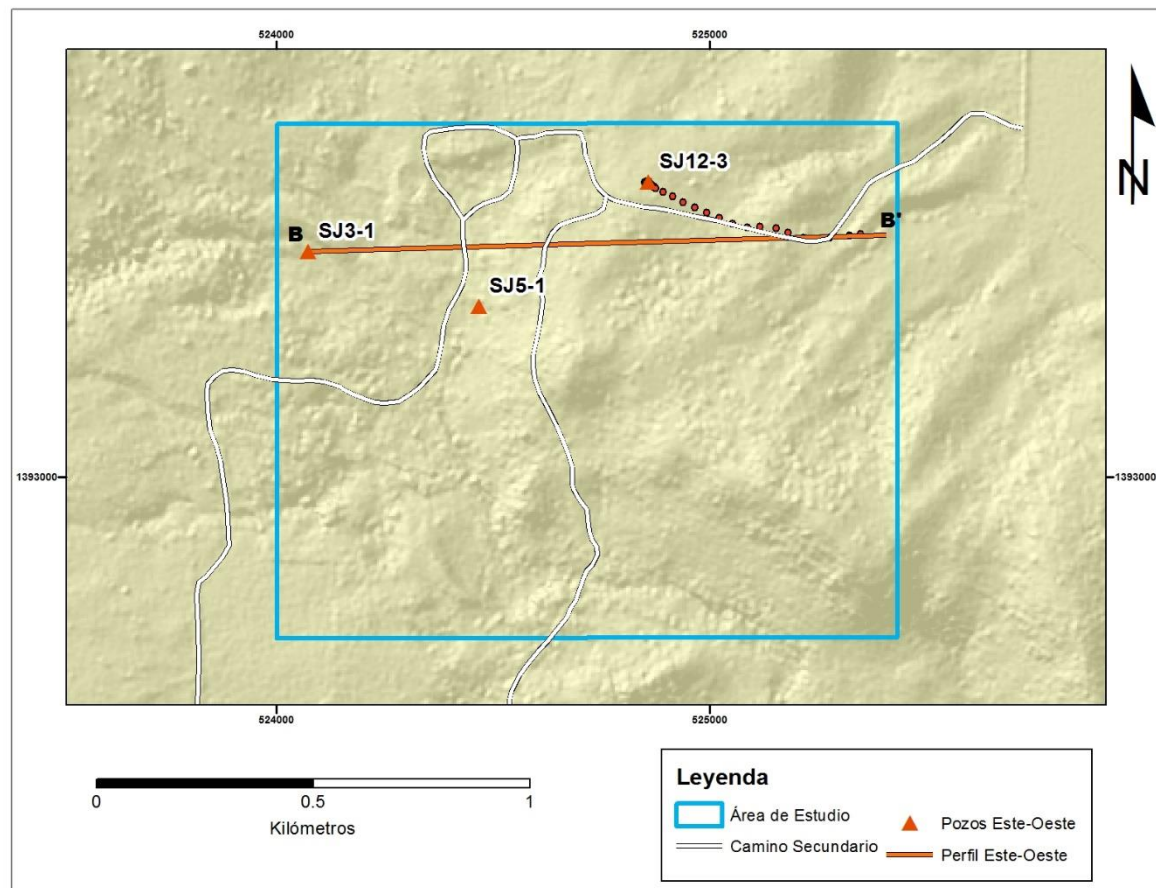 524000 525000
N
SJ12-3
B SJ3-1 B'
SJ5-1
1393000 1393000
524000 525000
0 0.5 1
Kilómetros
Leyenda
Área de Estudio
Camino Secundario
Pozos Este-Oeste
Perfil Este-Oeste